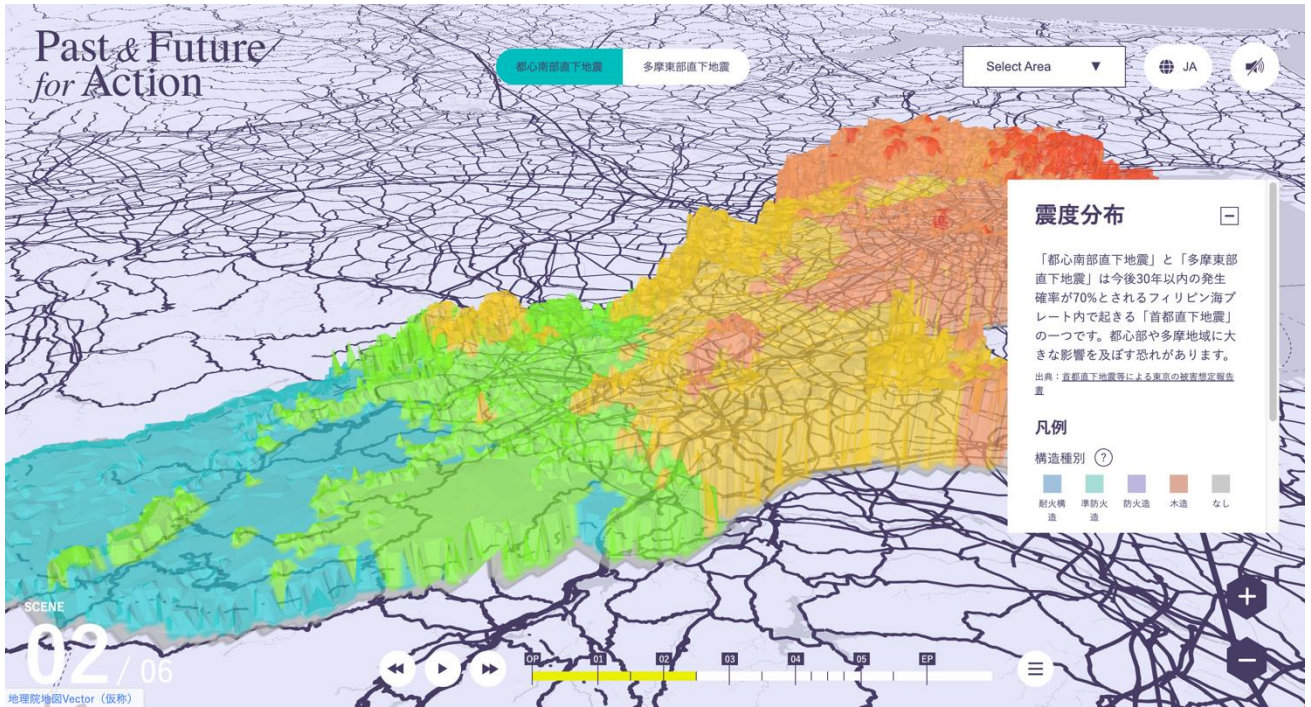 Past & Future
for Action
都心南部直下地震
多摩東部直下地震
Select Area ▼
JA
震度分布
「都心南部直下地震」と「多摩東部
直下地震」は今後30年以内の発生
確率が70%とされるフィリピン海プ
レート内で起きる「首都直下地震」
の一つです。都心部や多摩地域に大
きな影響を及ぼす恐れがあります。
出典：首都直下地震等による東京の被害想定報告
書
凡例
構造種別 ?
耐火構
造
準防火
造
防火造
木造
なし
SCENE
02 / 06
OP 01 02 03 04 05 EP
地理院地図Vector（仮称）